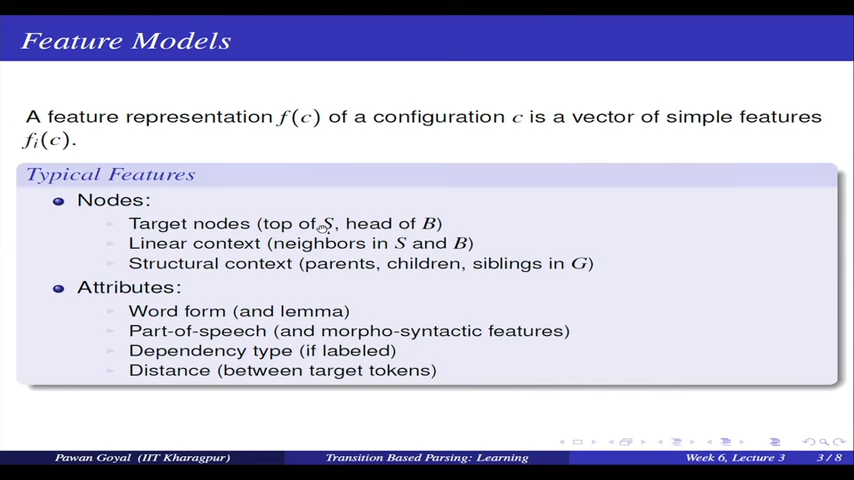 Feature Models
A feature representation f(c) of a configuration c is a vector of simple features
fi(c).
Typical Features
Nodes:
Target nodes (top of S, head of B)
Linear context (neighbors in S and B)
Structural context (parents, children, siblings in G)
Attributes:
Word form (and lemma)
Part-of-speech (and morpho-syntactic features)
Dependency type (if labeled)
Distance (between target tokens)
Pawan Goyal (IIT Kharagpur) Transition Based Parsing: Learning Week 6, Lecture 3 3 / 8